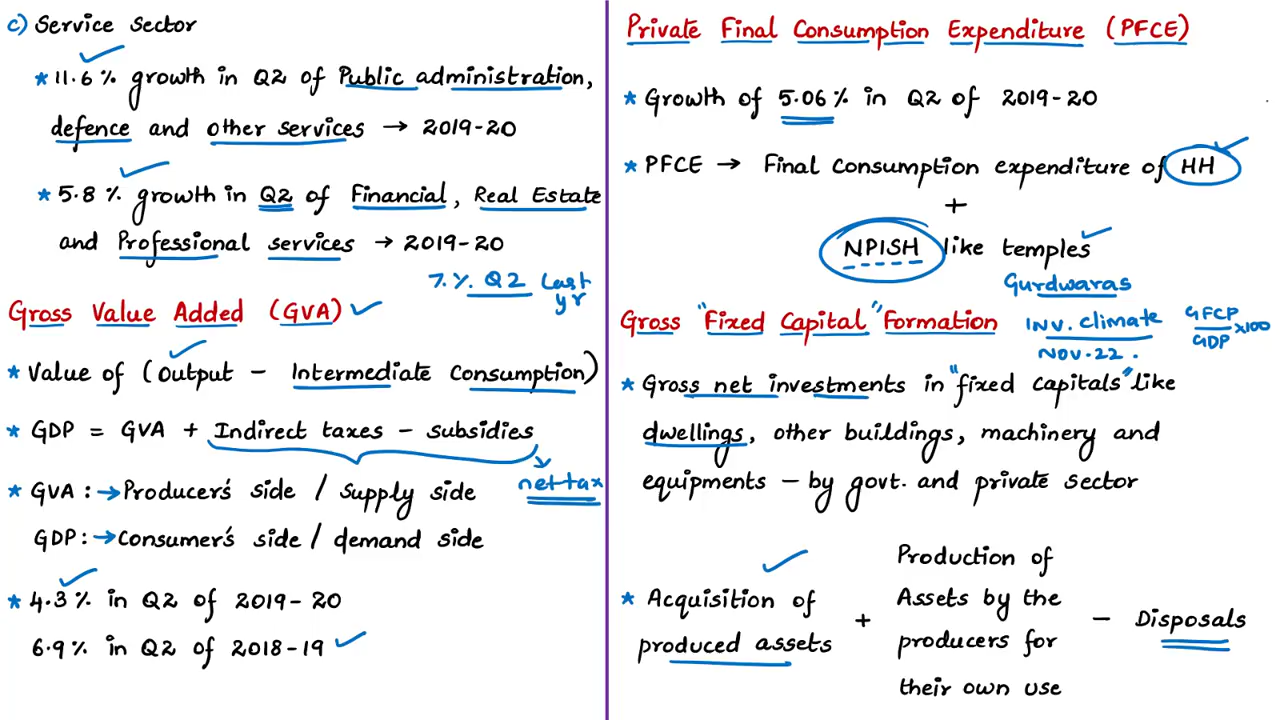 c) Service Sector
* 11.6% growth in Q2 of Public administration,
defence and other services → 2019-20
* 5.8% growth in Q2 of Financial, Real Estate
and Professional services → 2019-20
7.% Q2 Last
yr
Gross Value Added (GVA)
* Value of (Output - Intermediate Consumption)
* GDP = GVA + Indirect taxes - subsidies
net tax
* GVA: → Producer's side / Supply side
GDP: → Consumer's side / demand side
* 4.3% in Q2 of 2019-20
6.9% in Q2 of 2018-19
Private Final Consumption Expenditure (PFCE)
* Growth of 5.06% in Q2 of 2019-20
* PFCE → Final Consumption expenditure of HH
+
NPISH like temples
Gurdwaras
Gross "Fixed Capital" Formation
INV. climate
NOV.22.
GFCP
GDP x100
* Gross net investments in "fixed capitals" like
dwellings, other buildings, machinery and
equipments - by govt. and private sector
* Acquisition of
produced assets
+
Production of
Assets by the
producers for
their own use
- Disposals